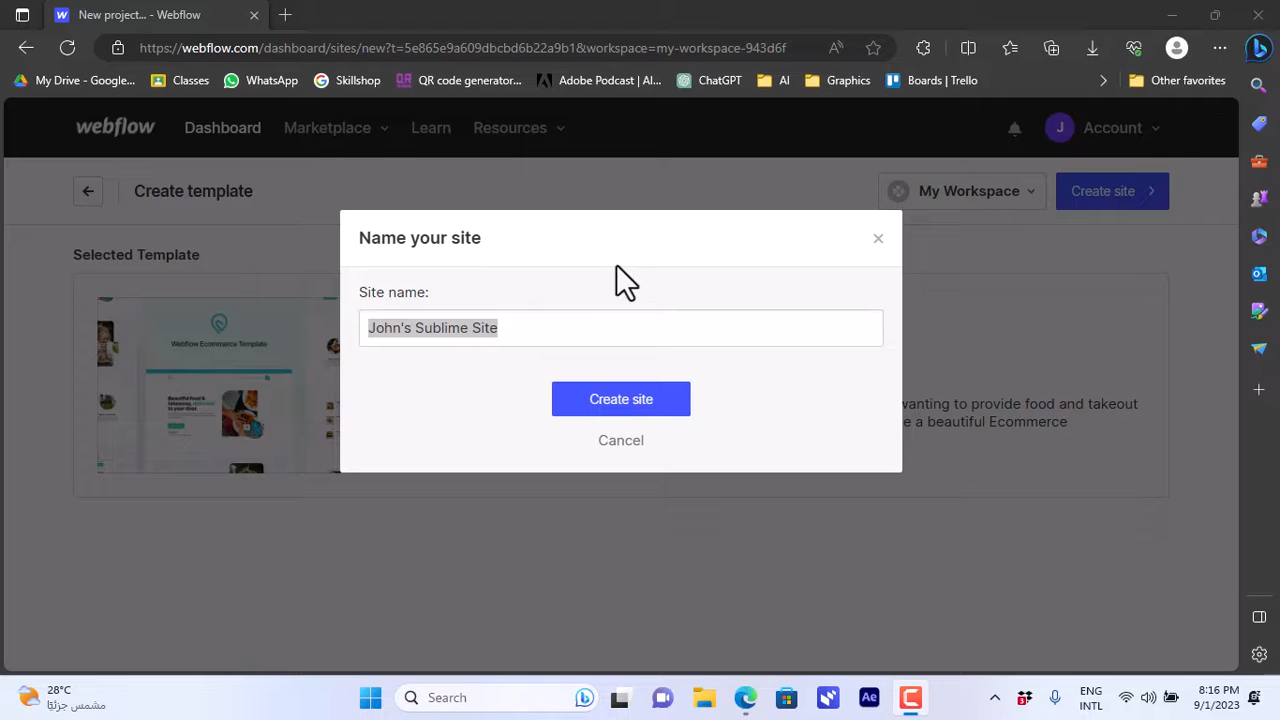 New project... - Webflow
https://webflow.com/dashboard/sites/new?t=5e865e9a609dbcbd6b22a9b1&workspace=my-workspace-943d6f
My Drive - Google...
Classes
WhatsApp
Skillshop
QR code generator...
Adobe Podcast | AI...
ChatGPT
AI
Graphics
Boards | Trello
Other favorites
webflow
Dashboard
Marketplace
Learn
Resources
J
Account
Create template
My Workspace
Create site
Selected Template
Webflow Ecommerce Template
Beautiful food &
takeaway, delivered
to your door.
wanting to provide food and takeout
e a beautiful Ecommerce
Name your site
Site name:
John's Sublime Site
Create site
Cancel
28°C
مشمس جزئيًا
Search
Ae
ENG
INTL
8:16 PM
9/1/2023